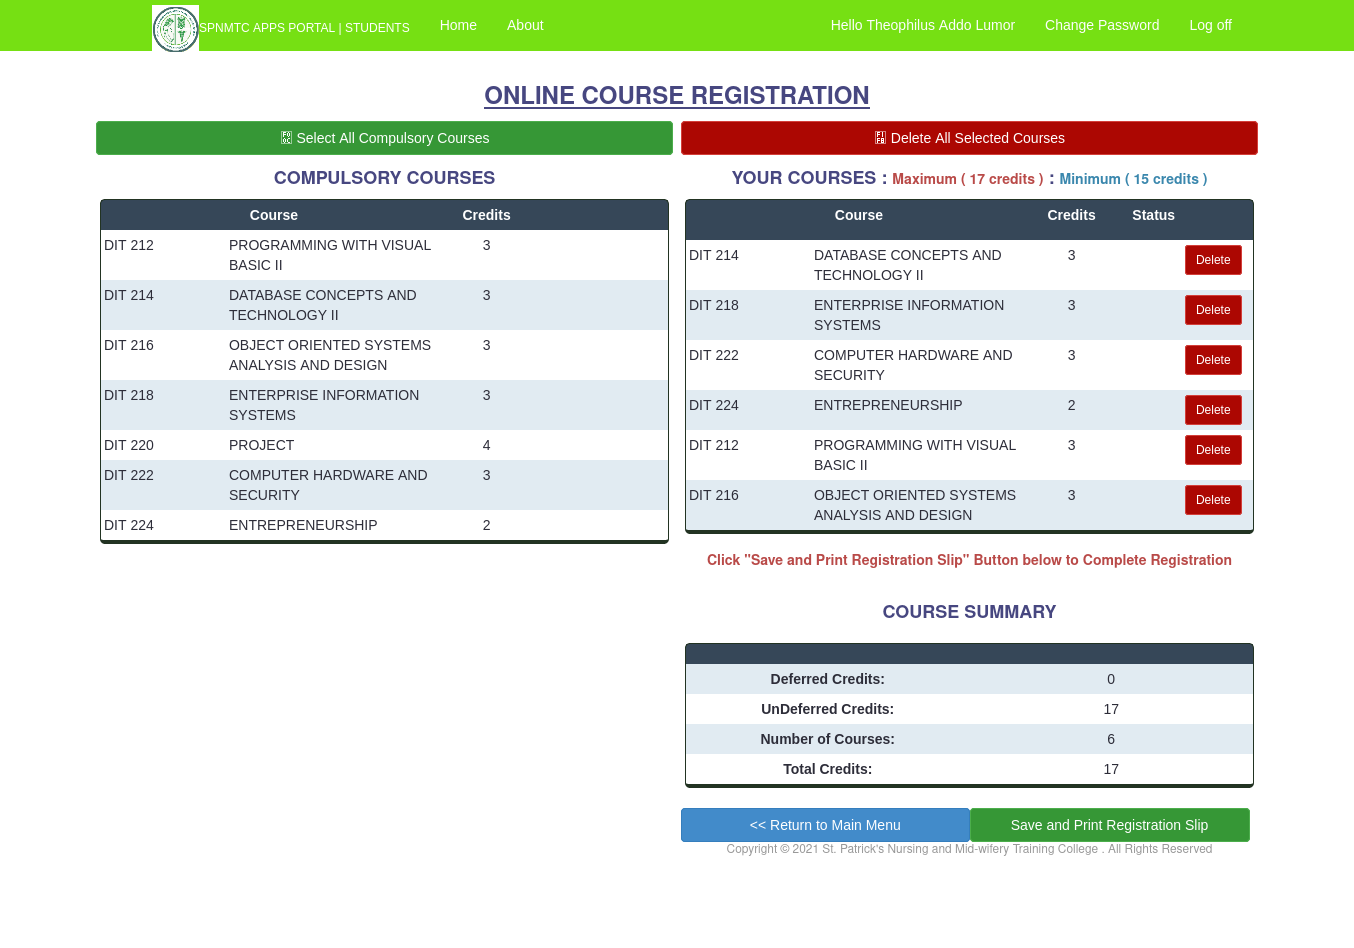 SPNMTC APPS PORTAL | STUDENTS Home About Hello Theophilus Addo Lumor Change Password Log off
ONLINE COURSE REGISTRATION
Select All Compulsory Courses
Delete All Selected Courses
COMPULSORY COURSES
Course Credits
DIT 212 PROGRAMMING WITH VISUAL 3
BASIC II
DIT 214 DATABASE CONCEPTS AND 3
TECHNOLOGY II
DIT 216 OBJECT ORIENTED SYSTEMS 3
ANALYSIS AND DESIGN
DIT 218 ENTERPRISE INFORMATION 3
SYSTEMS
DIT 220 PROJECT 4
DIT 222 COMPUTER HARDWARE AND 3
SECURITY
DIT 224 ENTREPRENEURSHIP 2
YOUR COURSES : Maximum ( 17 credits ) : Minimum ( 15 credits )
Course Credits Status
DIT 214 DATABASE CONCEPTS AND 3 Delete
TECHNOLOGY II
DIT 218 ENTERPRISE INFORMATION 3 Delete
SYSTEMS
DIT 222 COMPUTER HARDWARE AND 3 Delete
SECURITY
DIT 224 ENTREPRENEURSHIP 2 Delete
DIT 212 PROGRAMMING WITH VISUAL 3 Delete
BASIC II
DIT 216 OBJECT ORIENTED SYSTEMS 3 Delete
ANALYSIS AND DESIGN
Click "Save and Print Registration Slip" Button below to Complete Registration
COURSE SUMMARY
Deferred Credits: 0
UnDeferred Credits: 17
Number of Courses: 6
Total Credits: 17
<< Return to Main Menu Save and Print Registration Slip
Copyright © 2021 St. Patrick's Nursing and Mid-wifery Training College . All Rights Reserved